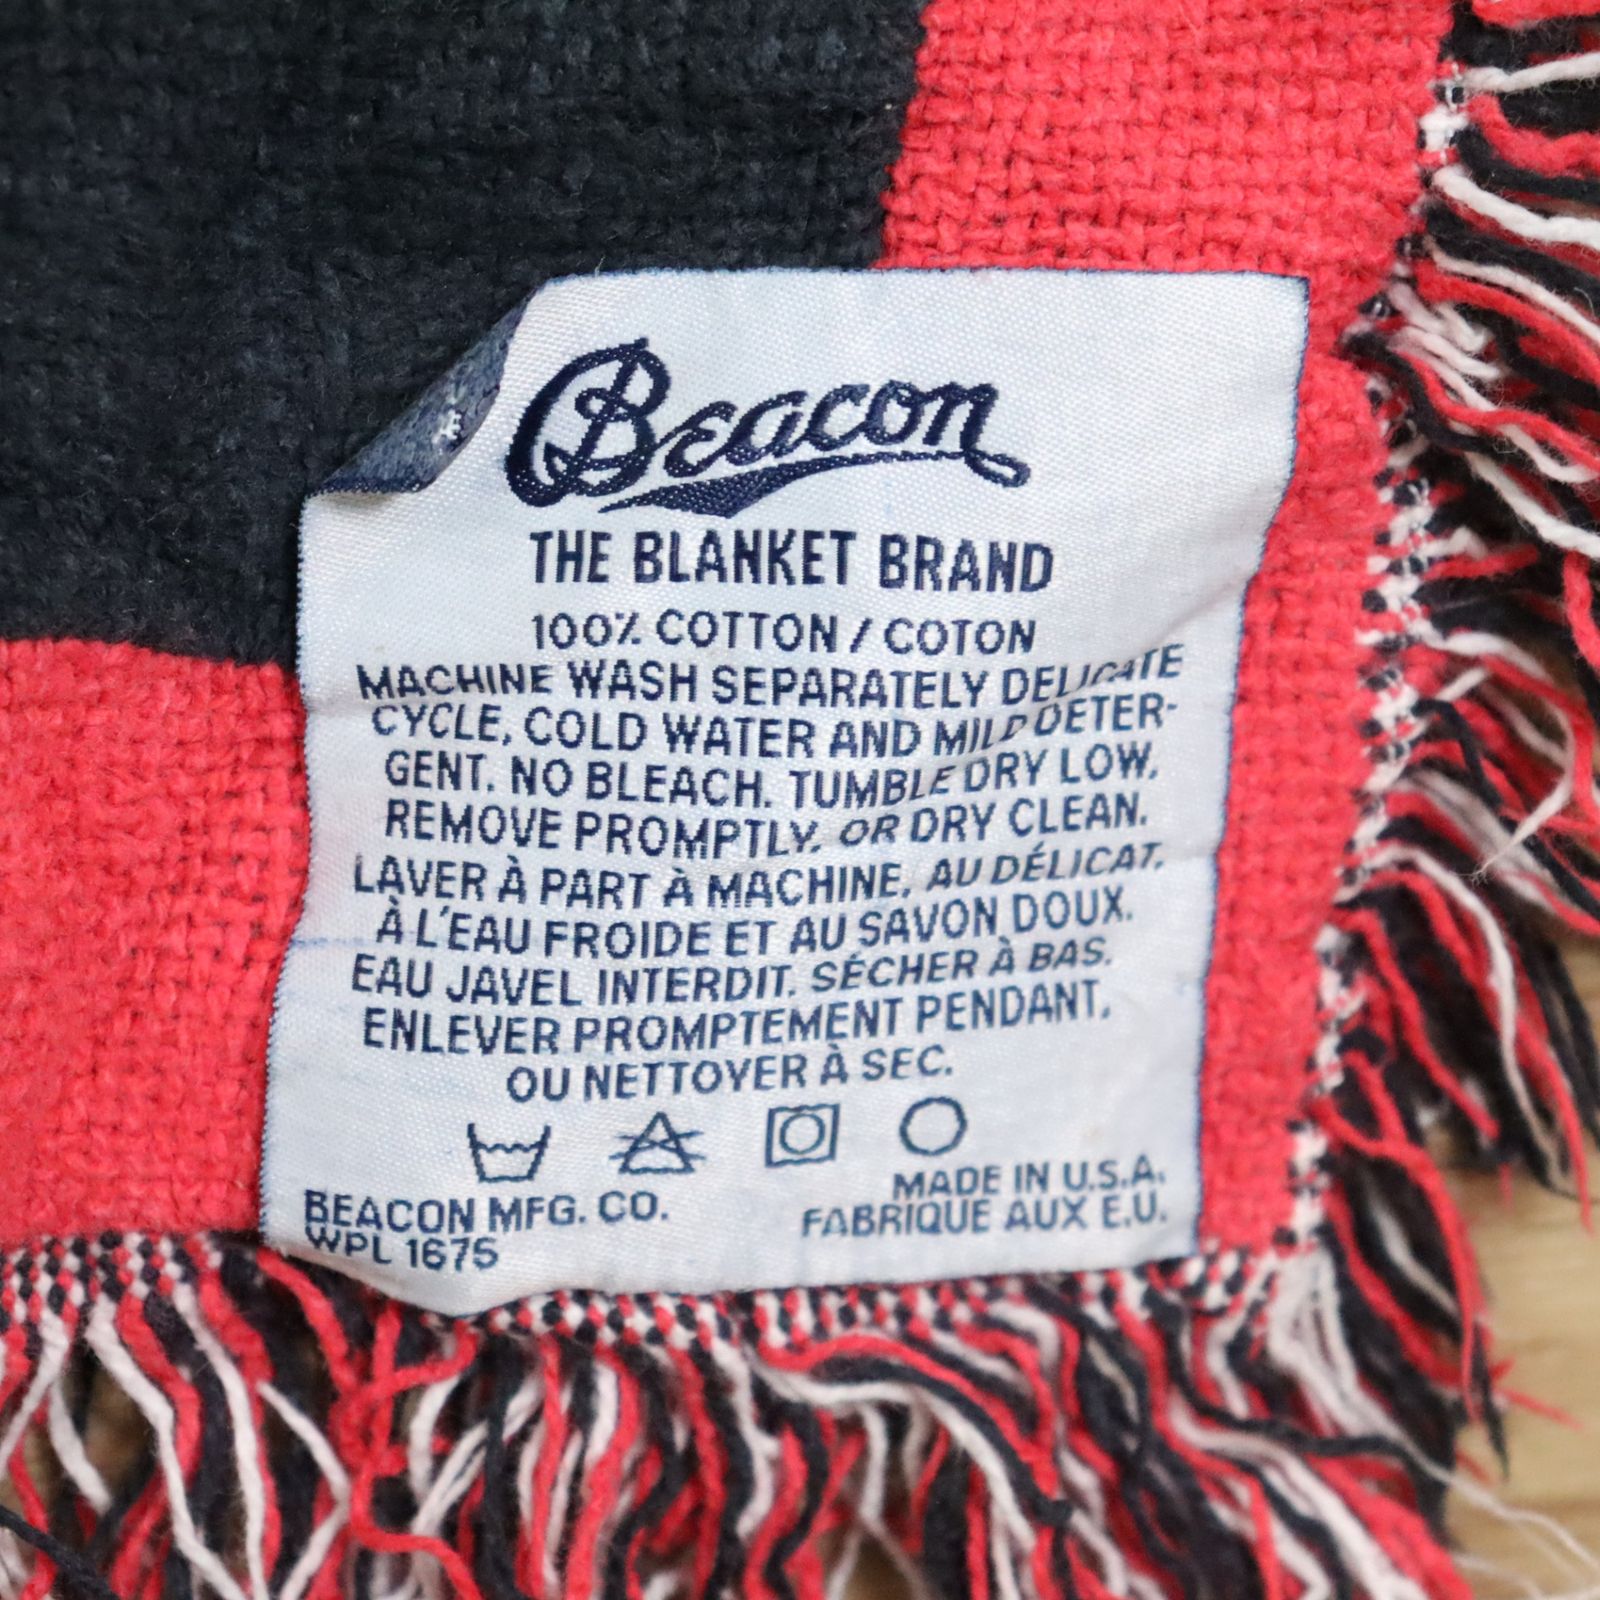 Beacon
THE BLANKET BRAND
100% COTTON / COTON
MACHINE WASH SEPARATELY DELICATE
CYCLE, COLD WATER AND MILD DETER-
GENT. NO BLEACH. TUMBLE DRY LOW.
REMOVE PROMPTLY. OR DRY CLEAN.
LAVER À PART À MACHINE, AU DÉLICAT,
À L'EAU FROIDE ET AU SAVON DOUX.
EAU JAVEL INTERDIT. SÉCHER À BAS.
ENLEVER PROMPTEMENT PENDANT,
OU NETTOYER À SEC.
BEACON MFG. CO.
WPL 1675
MADE IN U.S.A.
FABRIQUE AUX E.U.